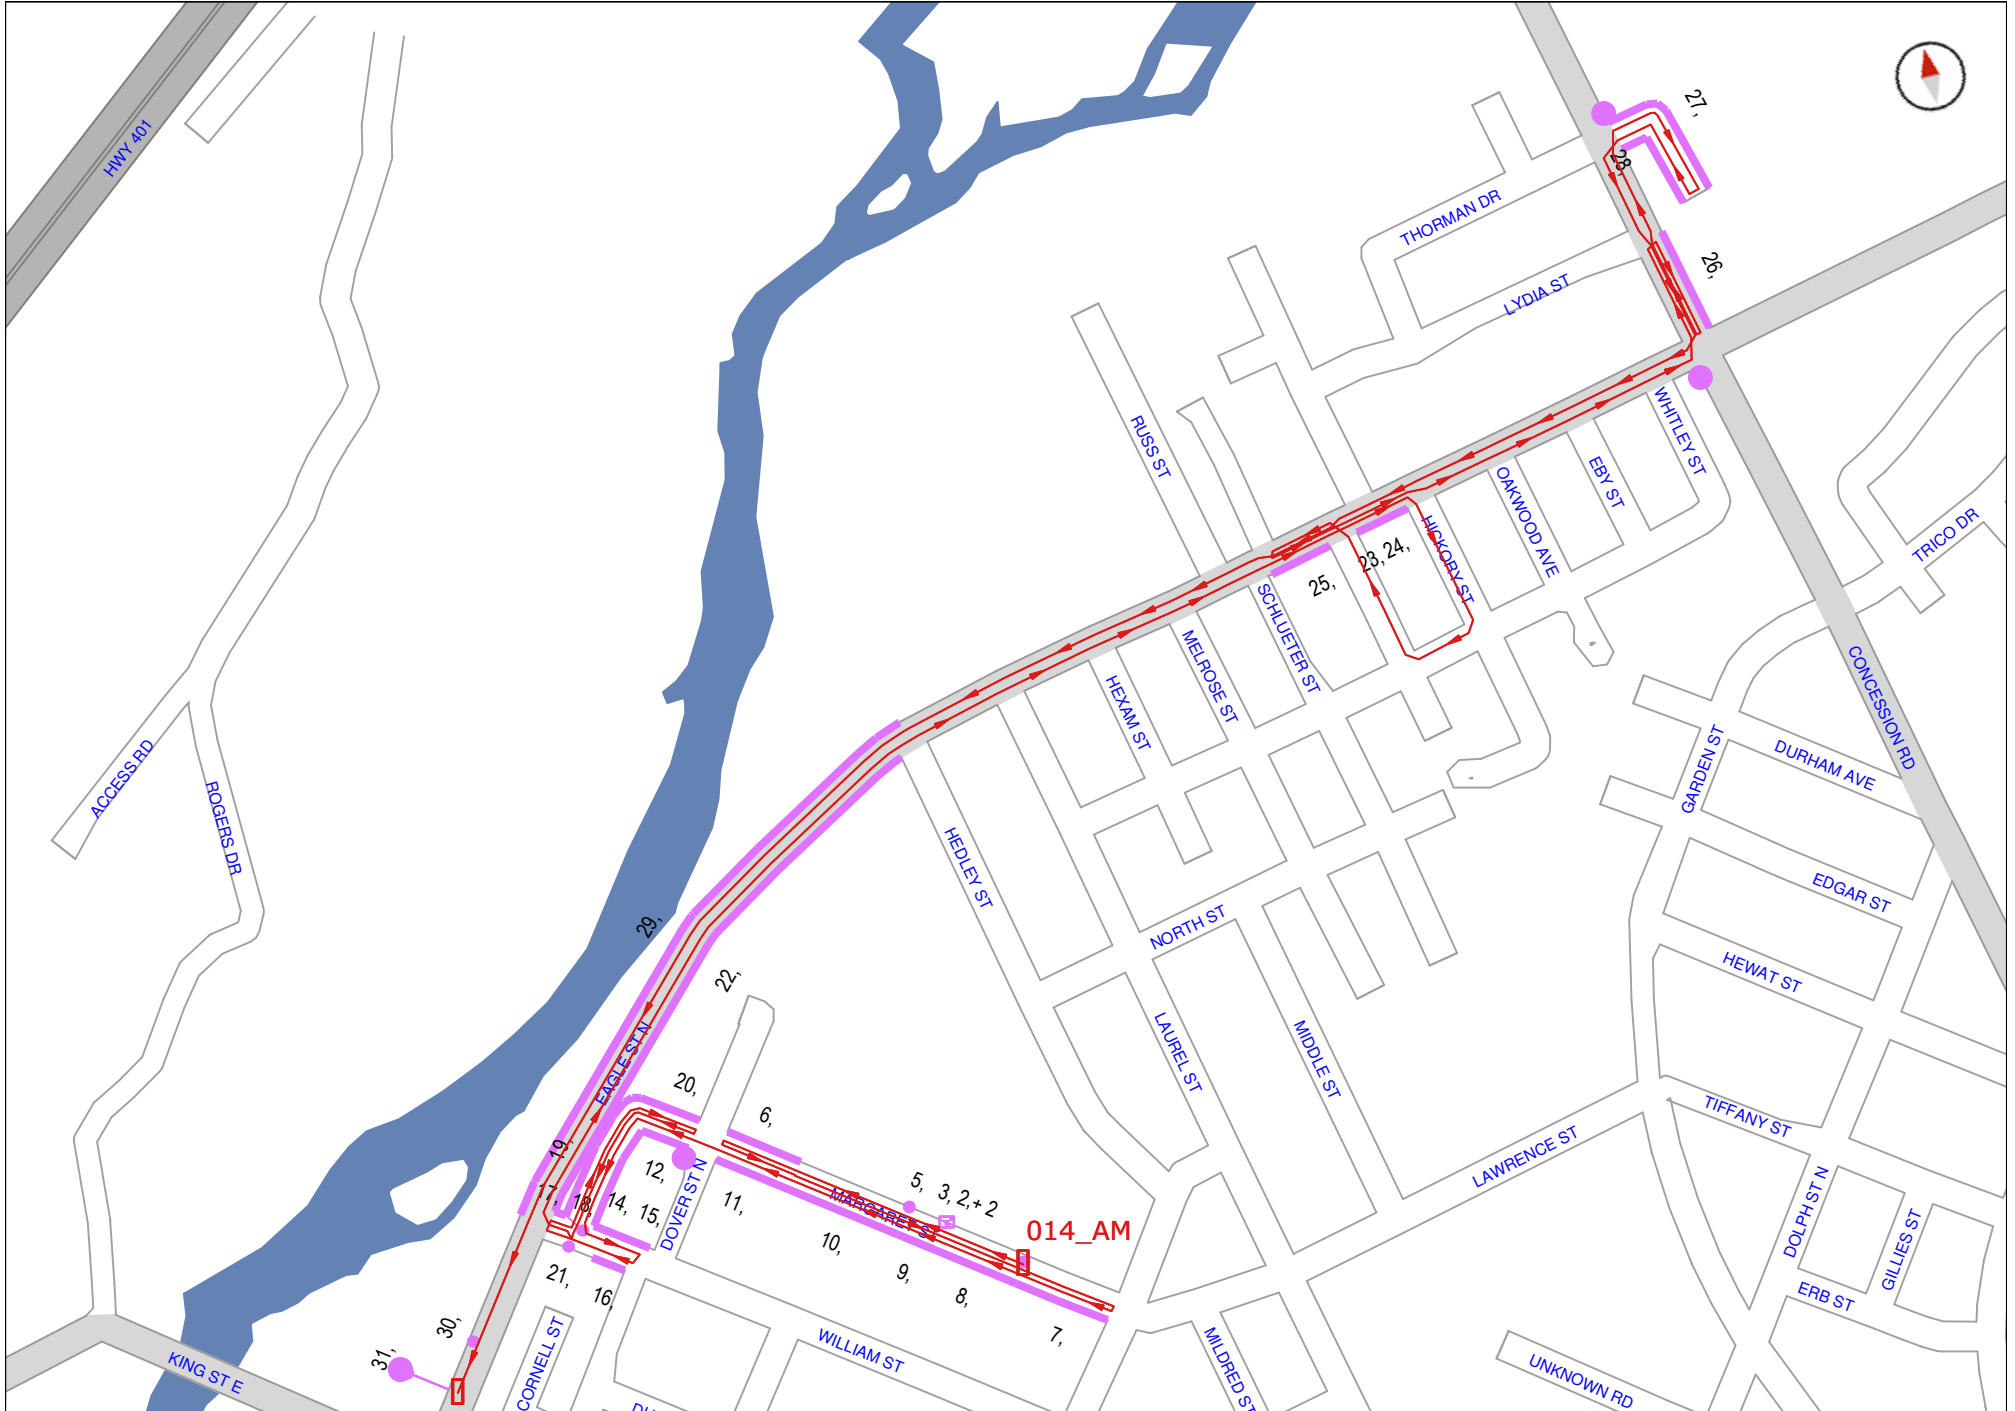 HWY 401
27,
28,
THORMAN DR
26,
LYDIA ST
RUSS ST
WHITLEY ST
EBY ST
OAKWOOD AVE
HICKORY ST
23, 24,
25,
TRICO DR
SCHLUETER ST
MELROSE ST
HEXAM ST
CONCESSION RD
GARDEN ST
DURHAM AVE
ACCESS RD
ROGERS DR
HEDLEY ST
EDGAR ST
NORTH ST
29,
HEWAT ST
22,
EAGLE ST N
LAUREL ST
MIDDLE ST
20,
6,
TIFFANY ST
19,
LAWRENCE ST
12,
DOVER ST N
5, 3, 2,+ 2
11,
MARGARET ST
17,
18,
14,
15,
014_AM
DOLPH ST N
GILLIES ST
10,
9,
8,
21,
16,
7,
ERB ST
30,
31,
KING ST E
CORNELL ST
WILLIAM ST
MILDRED ST
UNKNOWN RD